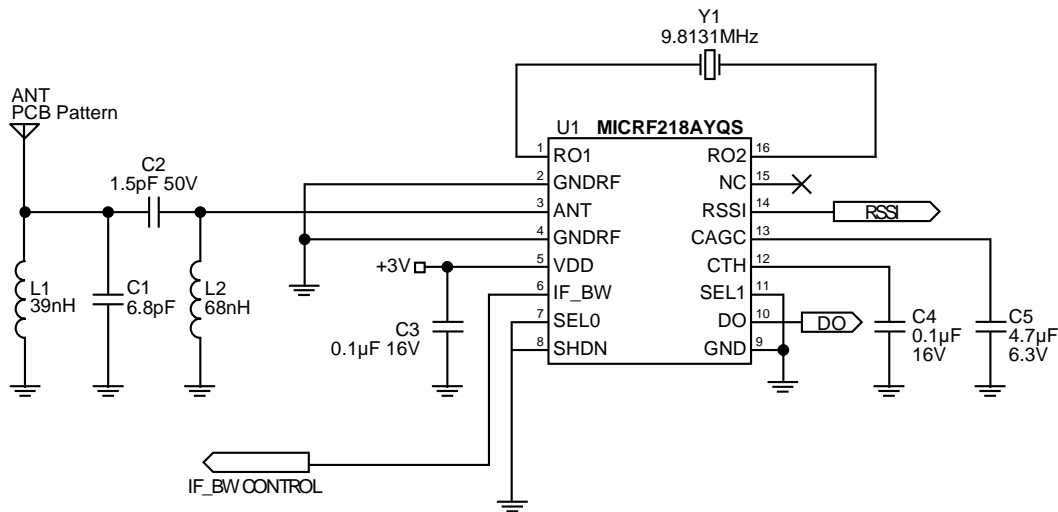 Y1
9.8131MHz
ANT
PCB Pattern
U1 MICRF218AYQS
C2
1.5pF 50V
1 RO1 RO2 16
2 GNDRF NC 15
3 ANT RSSI 14 RSSI
4 GNDRF CAGC 13
+3V 5 VDD CTH 12
6 IF_BW SEL1 11
7 SEL0 DO 10 DO
8 SHDN GND 9
L1
39nH
C1
6.8pF
L2
68nH
C3
0.1µF 16V
C4
0.1µF
16V
C5
4.7µF
6.3V
IF_BW CONTROL